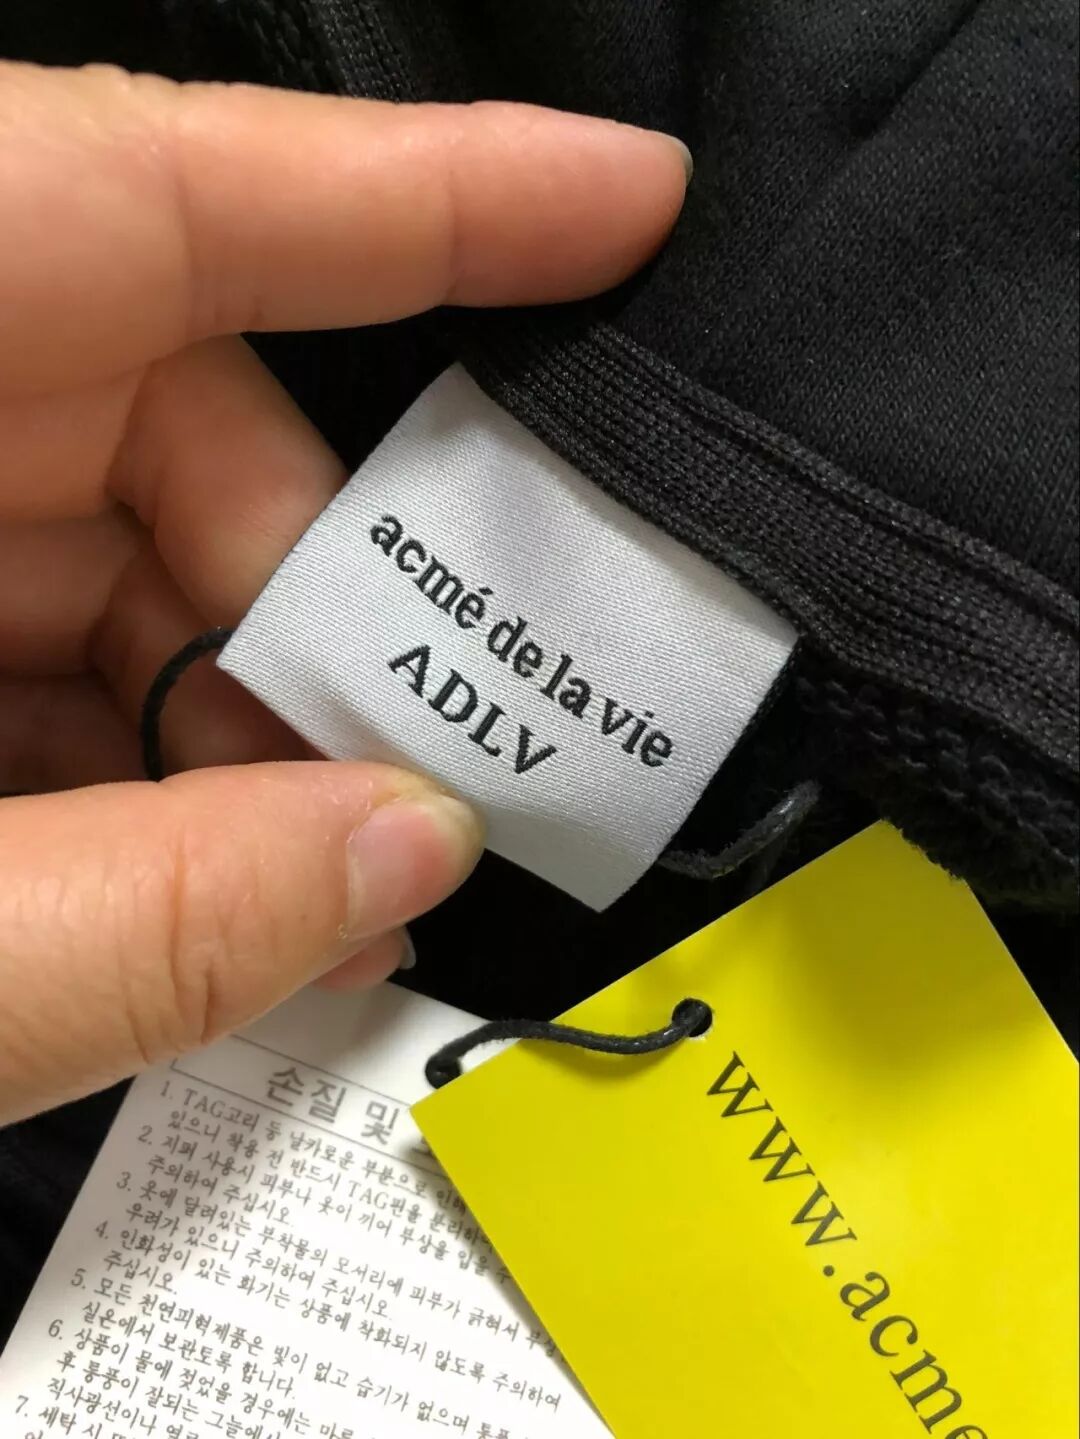 acmé de la vie
ADLV
www.acme
손질 및
1. TAG고리 등 날카로운 부분으로 인해
있으니 착용 전 반드시 TAG핀을 분리하
2. 지퍼 사용시 피부나 옷이 끼어 부상을 입을 수
주의하여 주십시오.
3. 옷에 달려있는 부착물의 모서리에 피부가 긁혀서 부상
우려가 있으니 주의하여 주십시오.
4. 인화성이 있는 화기는 상품에 착화되지 않도록 주의하여
주십시오.
5. 모든 천연피혁제품은 빛이 없고 습기가 없으며 통풍
실온에서 보관토록 합니다.
6. 상품이 물에 젖었을 경우에는 마른
후 통풍이 잘되는 그늘에서
직사광선이나 열
7. 세탁 시